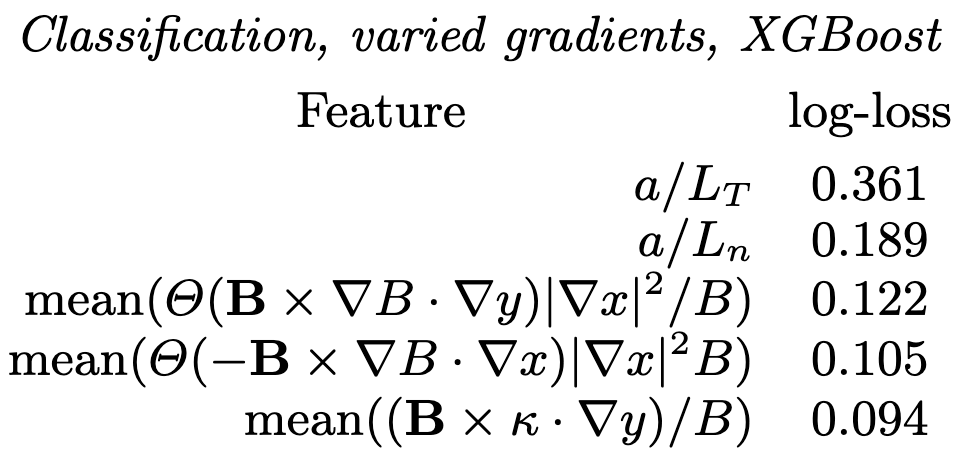 Classification, varied gradients, XGBoost
Feature log-loss
a/L_T 0.361
a/L_n 0.189
mean(Θ(𝐁 × ∇B · ∇y)|∇x|²/B) 0.122
mean(Θ(−𝐁 × ∇B · ∇x)|∇x|²B) 0.105
mean((𝐁 × κ · ∇y)/B) 0.094